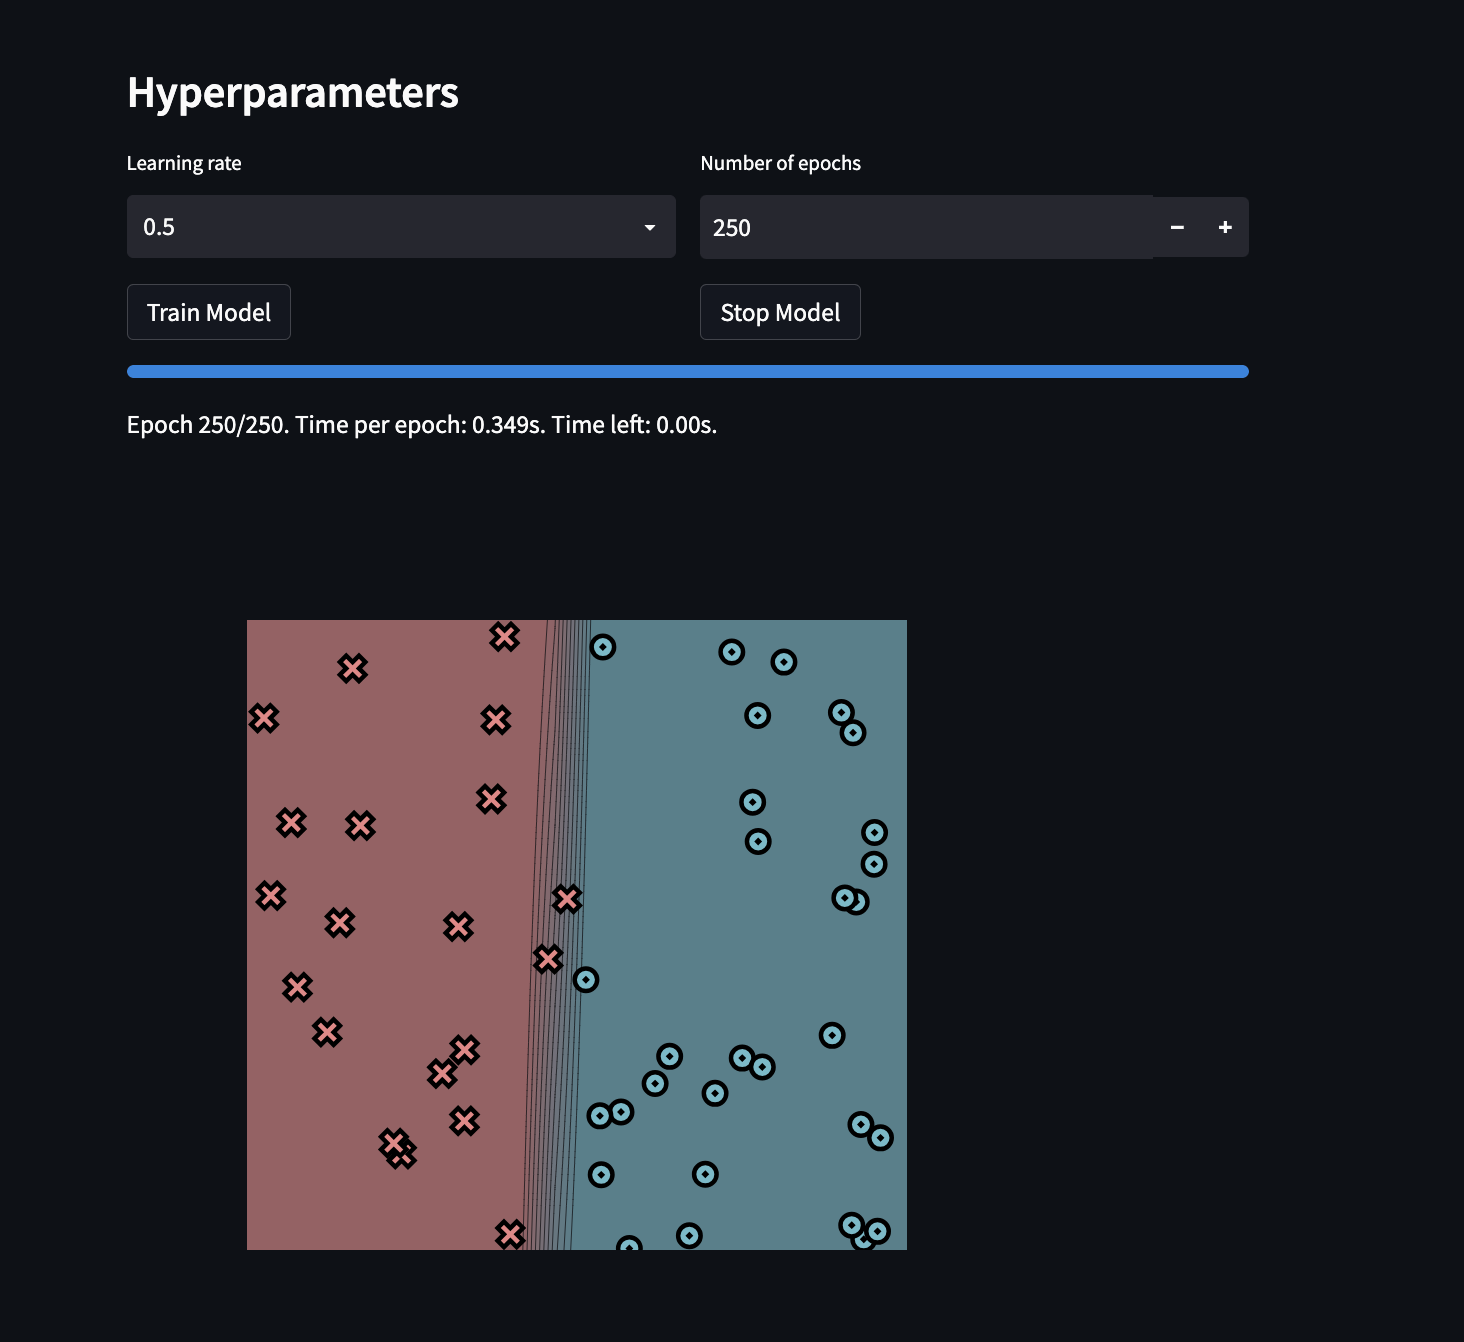 Hyperparameters
Learning rate
Number of epochs
0.5
250
Train Model
Stop Model
Epoch 250/250. Time per epoch: 0.349s. Time left: 0.00s.